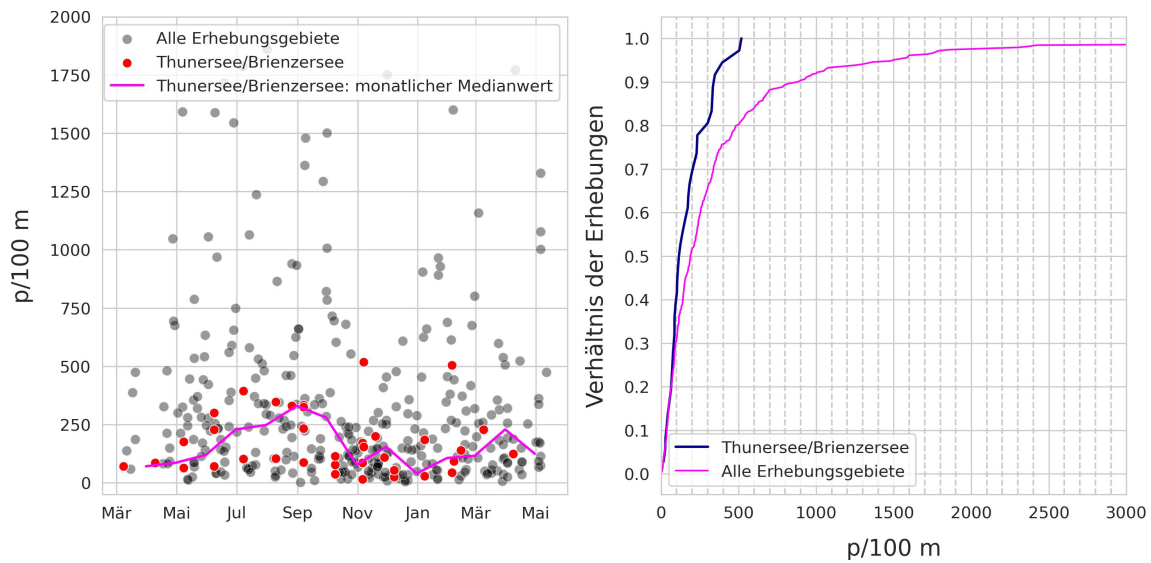 2000
1750
1500
1250
1000
750
500
250
0
p/100 m
Alle Erhebungsgebiete
Thunersee/Brienzersee
Thunersee/Brienzersee: monatlicher Medianwert
Mär Mai Jul Sep Nov Jan Mär Mai
1.0
0.9
0.8
0.7
0.6
0.5
0.4
0.3
0.2
0.1
0.0
Verhältnis der Erhebungen
Thunersee/Brienzersee
Alle Erhebungsgebiete
0 500 1000 1500 2000 2500 3000
p/100 m